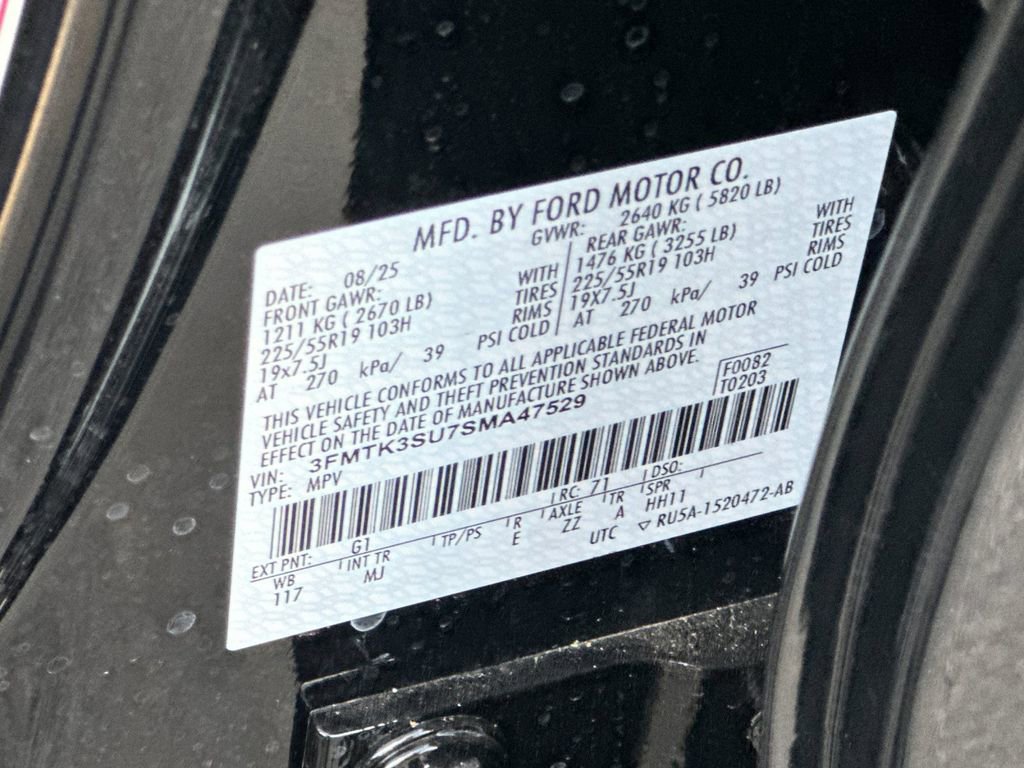 MFD. BY FORD MOTOR CO.
DATE: 08/25 GVWR: 2640 KG ( 5820 LB)
FRONT GAWR: REAR GAWR:
1211 KG ( 2670 LB) WITH 1476 KG ( 3255 LB) WITH
225/55R19 103H TIRES 225/55R19 103H TIRES
19x7.5J RIMS 19X7.5J RIMS
AT 270 kPa/ 39 PSI COLD AT 270 kPa/ 39 PSI COLD
THIS VEHICLE CONFORMS TO ALL APPLICABLE FEDERAL MOTOR
VEHICLE SAFETY AND THEFT PREVENTION STANDARDS IN
EFFECT ON THE DATE OF MANUFACTURE SHOWN ABOVE.
VIN: 3FMTK3SU7SMA47529 F0082
TYPE: MPV T0203
EXT PNT: G1 RC: 71 DSO:
WB INT TR TP/PS R AXLE TR SPR
117 MJ E ZZ A HH11
UTC ▽ RU5A-1520472-AB